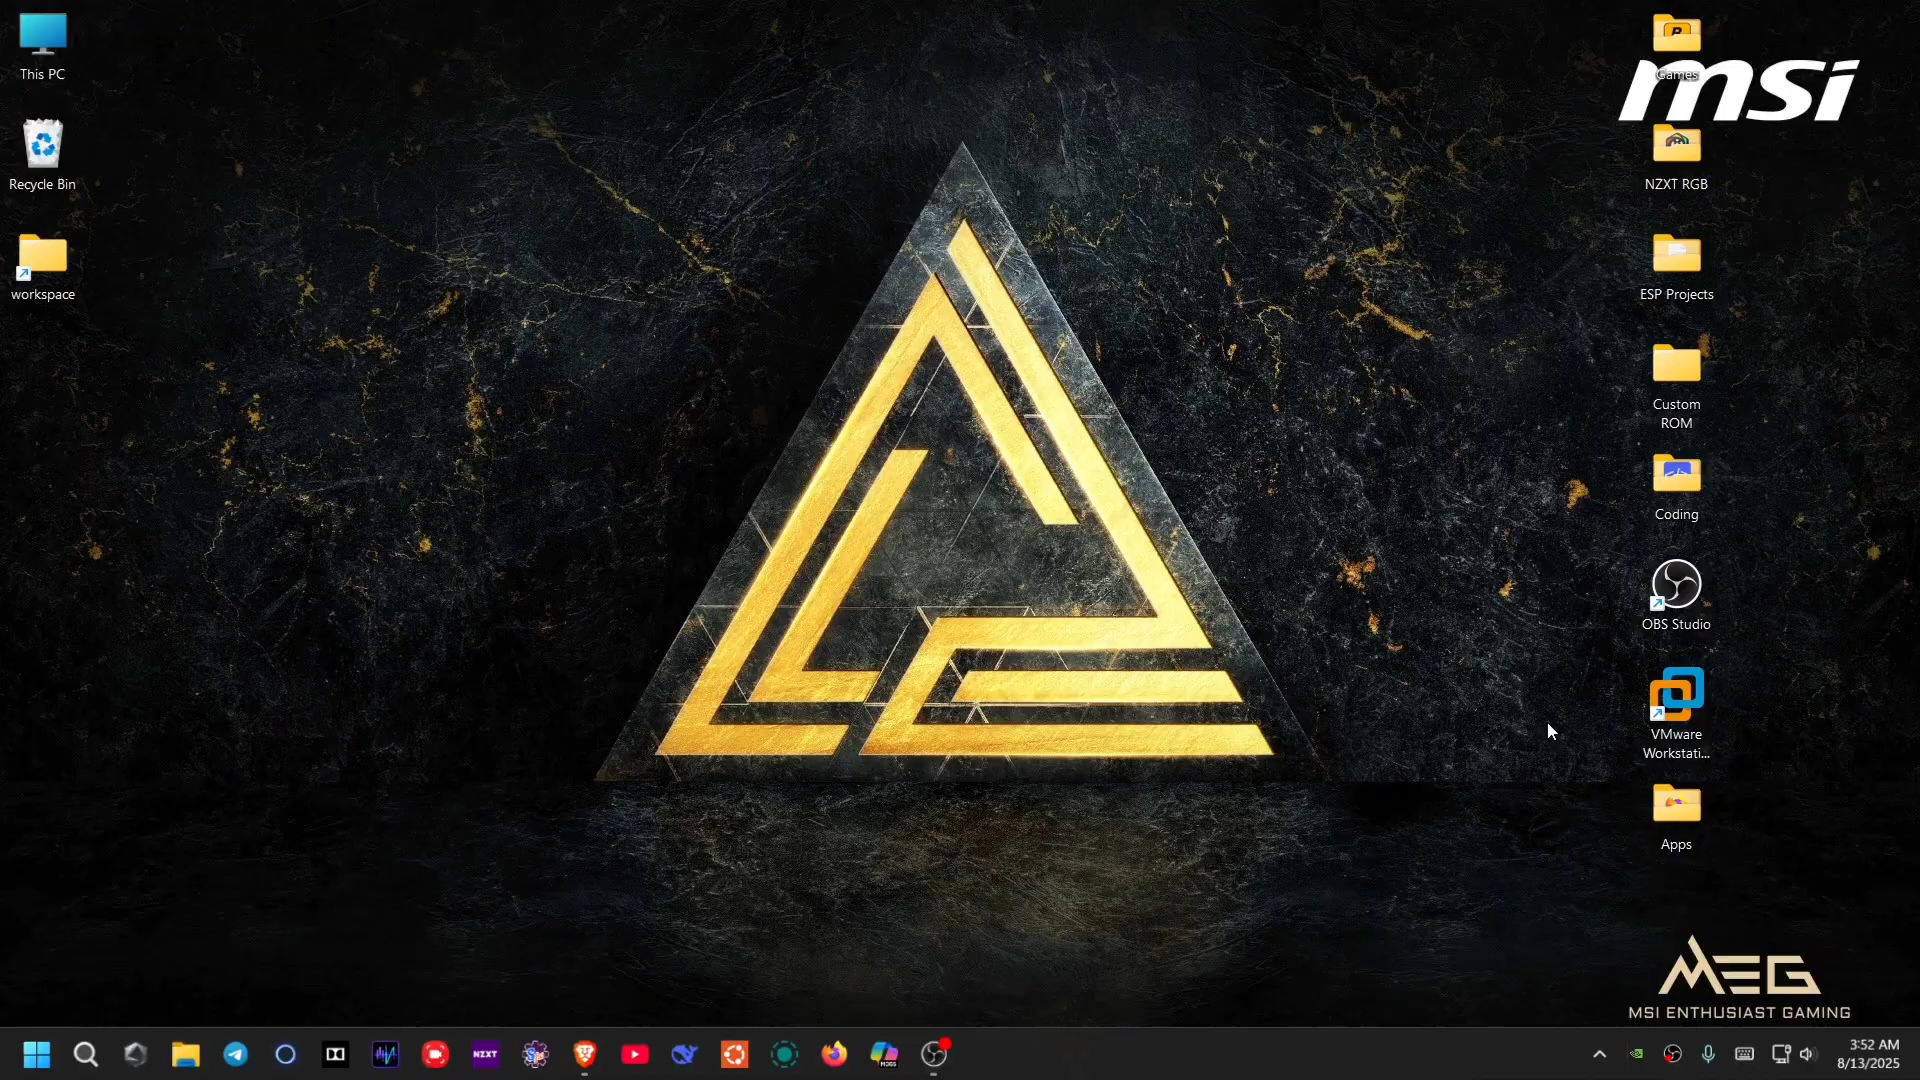 This PC
Recycle Bin
workspace
Games
msi
NZXT RGB
ESP Projects
Custom
ROM
Coding
OBS Studio
VMware
Workstati...
Apps
MEG
MSI ENTHUSIAST GAMING
NZXT
M365
3:52 AM
8/13/2025